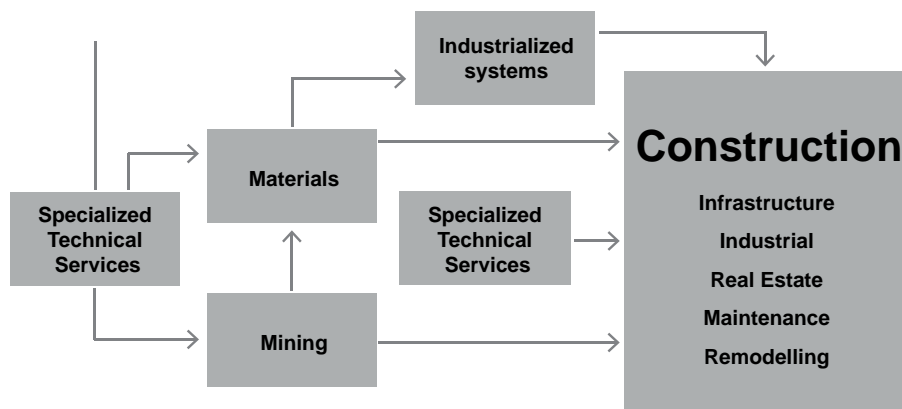 Industrialized
systems
Materials
Specialized
Technical
Services
Specialized
Technical
Services
Mining
Construction
Infrastructure
Industrial
Real Estate
Maintenance
Remodelling